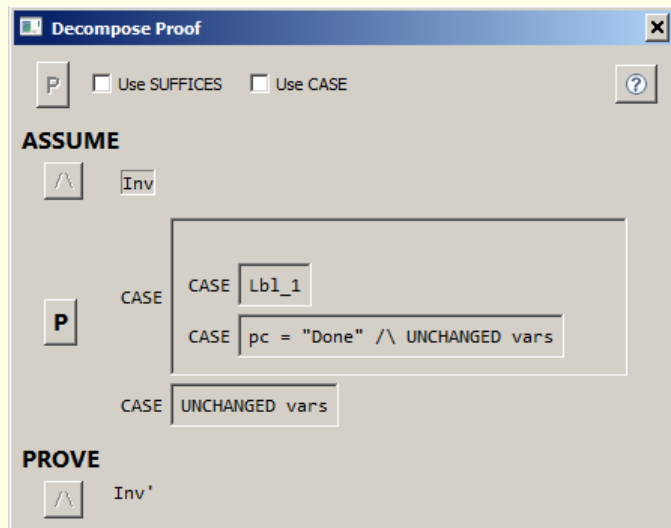 Decompose Proof
P Use SUFFICES Use CASE ?
ASSUME
/\ Inv
CASE Lbl_1
P CASE
CASE pc = "Done" /\ UNCHANGED vars
CASE UNCHANGED vars
PROVE
/\ Inv'